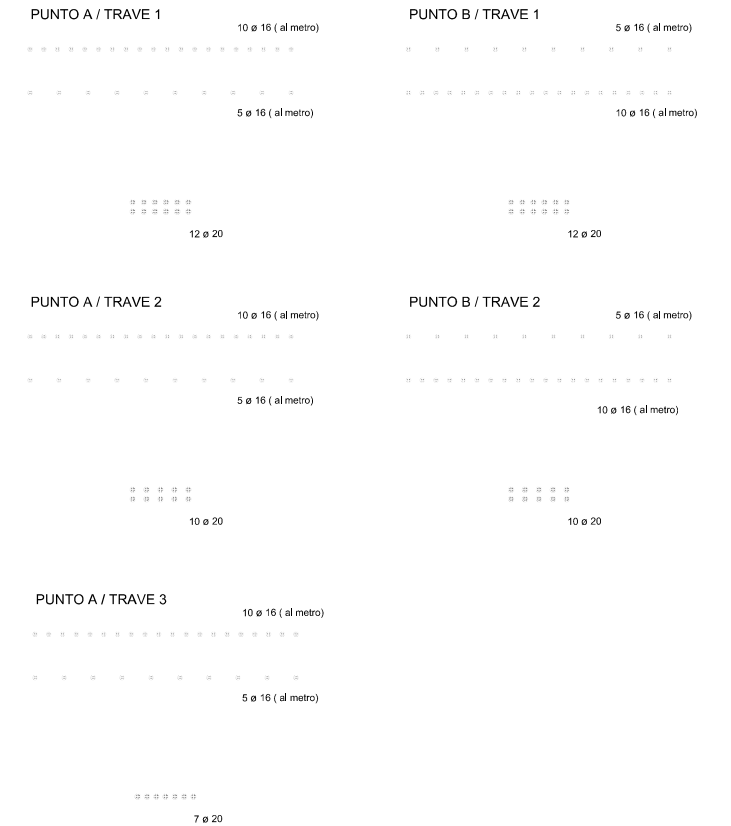 PUNTO A / TRAVE 1
10 ø 16 ( al metro)
5 ø 16 ( al metro)
12 ø 20
PUNTO B / TRAVE 1
5 ø 16 ( al metro)
10 ø 16 ( al metro)
12 ø 20
PUNTO A / TRAVE 2
10 ø 16 ( al metro)
5 ø 16 ( al metro)
10 ø 20
PUNTO B / TRAVE 2
5 ø 16 ( al metro)
10 ø 16 ( al metro)
10 ø 20
PUNTO A / TRAVE 3
10 ø 16 ( al metro)
5 ø 16 ( al metro)
7 ø 20